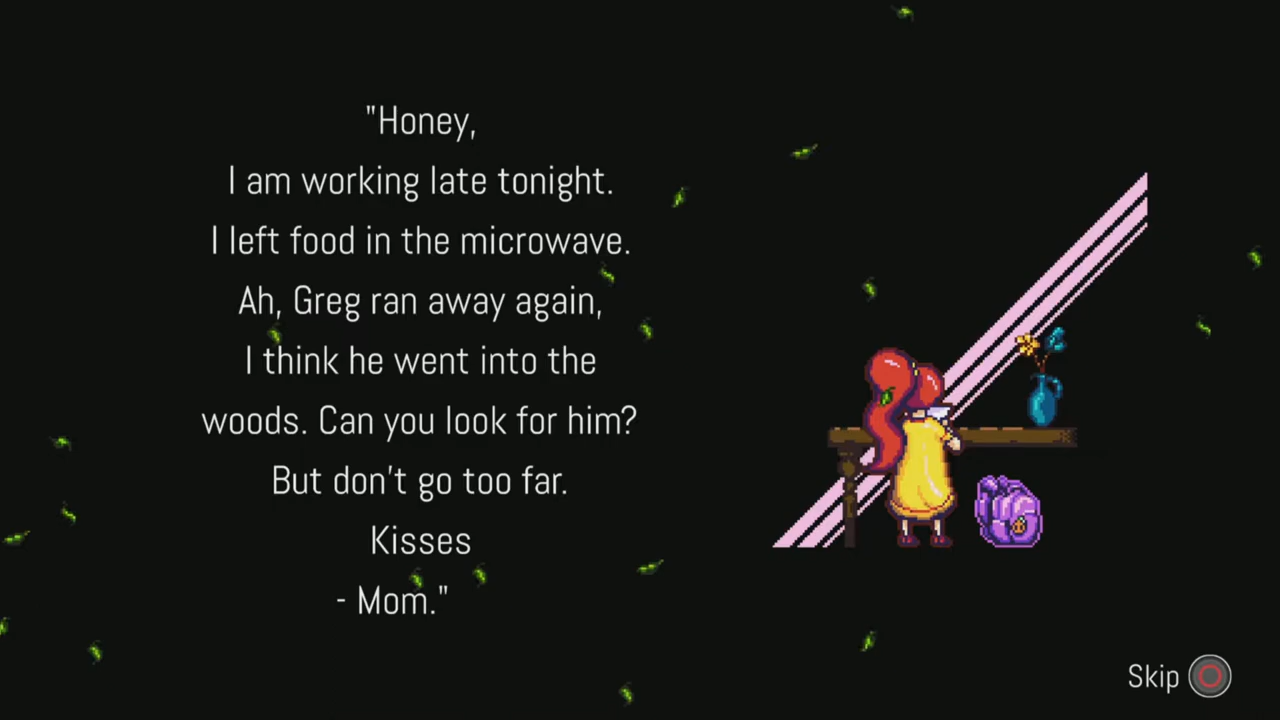 "Honey,
I am working late tonight.
I left food in the microwave.
Ah, Greg ran away again,
I think he went into the
woods. Can you look for him?
But don't go too far.
Kisses
- Mom."
Skip